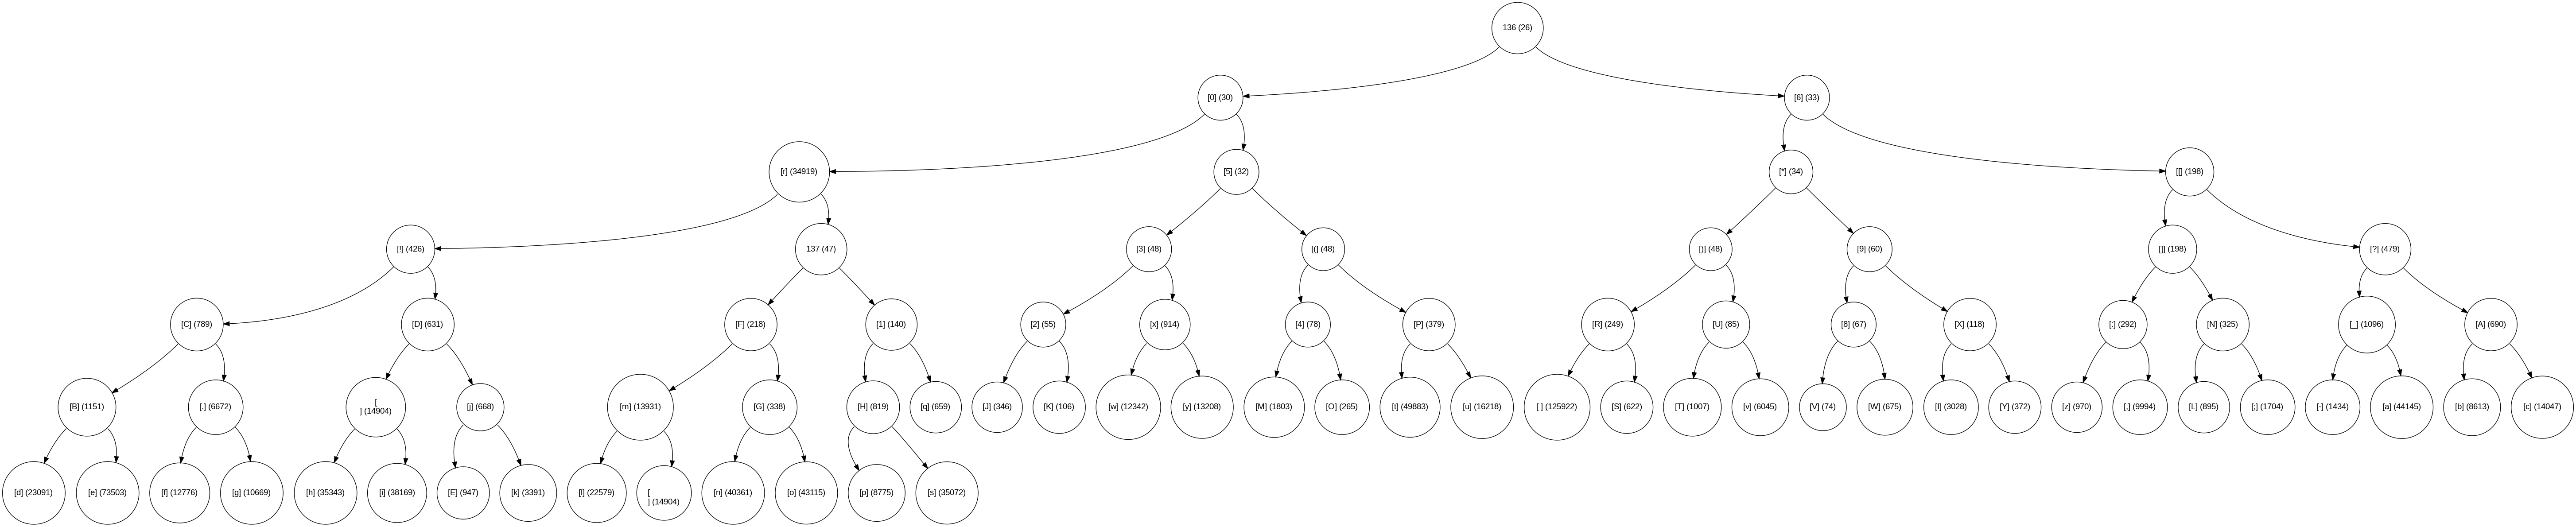 136 (26)
[0] (30)
[6] (33)
[r] (34919)
[5] (32)
[*] (34)
[[] (198)
[!] (426)
137 (47)
[3] (48)
[(] (48)
[)] (48)
[9] (60)
[]] (198)
[?] (479)
[C] (789)
[D] (631)
[F] (218)
[1] (140)
[2] (55)
[x] (914)
[4] (78)
[P] (379)
[R] (249)
[U] (85)
[8] (67)
[X] (118)
[:] (292)
[N] (325)
[_] (1096)
[A] (690)
[B] (1151)
[.] (6672)
[
] (14904)
[j] (668)
[m] (13931)
[G] (338)
[H] (819)
[q] (659)
[J] (346)
[K] (106)
[w] (12342)
[y] (13208)
[M] (1803)
[O] (265)
[t] (49883)
[u] (16218)
[ ] (125922)
[S] (622)
[T] (1007)
[v] (6045)
[V] (74)
[W] (675)
[I] (3028)
[Y] (372)
[z] (970)
[,] (9994)
[L] (895)
[;] (1704)
[-] (1434)
[a] (44145)
[b] (8613)
[c] (14047)
[d] (23091)
[e] (73503)
[f] (12776)
[g] (10669)
[h] (35343)
[i] (38169)
[E] (947)
[k] (3391)
[l] (22579)
[
] (14904)
[n] (40361)
[o] (43115)
[p] (8775)
[s] (35072)